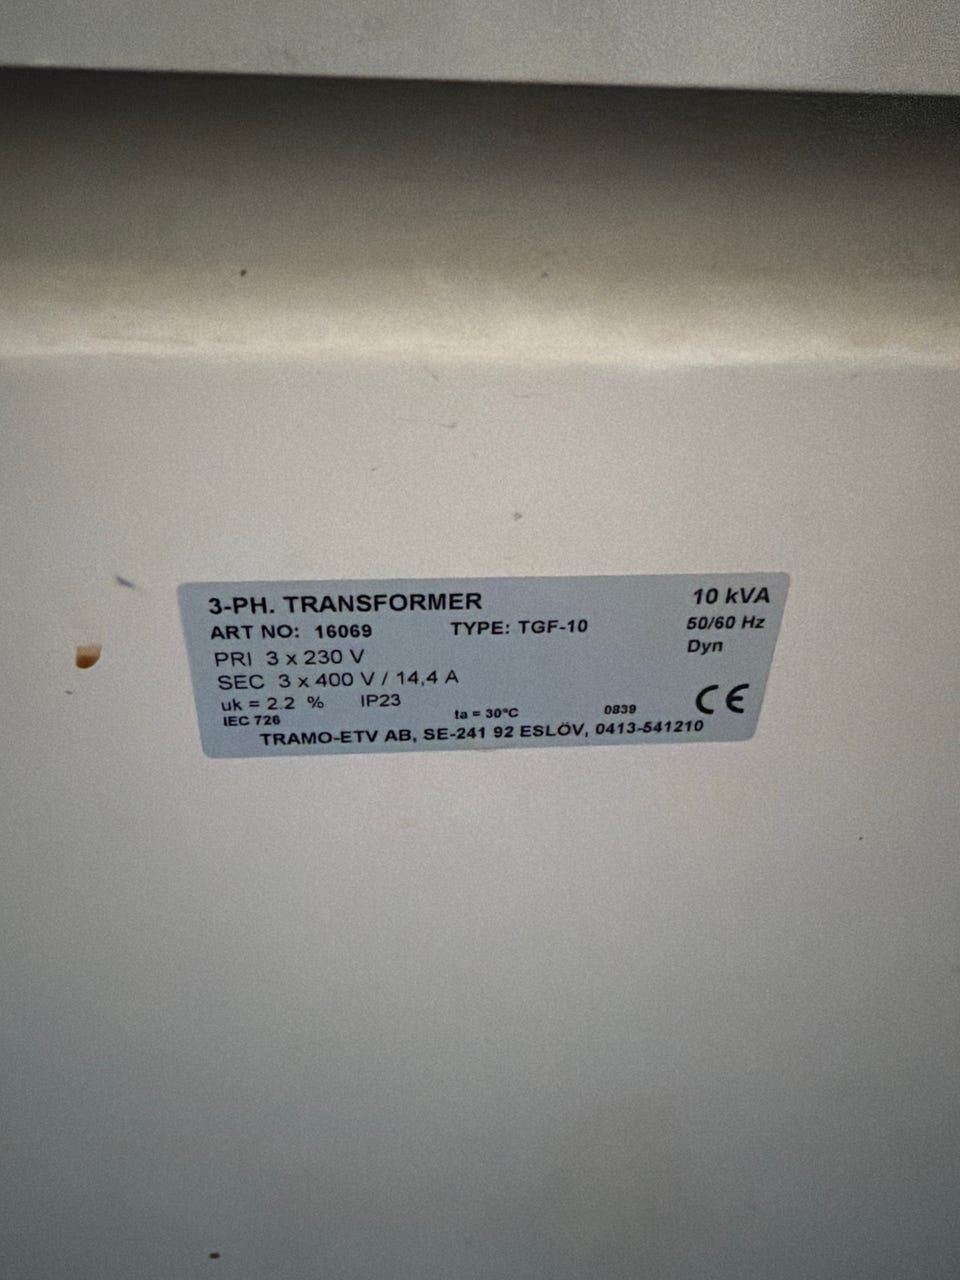 3-PH. TRANSFORMER 10 kVA
ART NO: 16069 TYPE: TGF-10 50/60 Hz
PRI 3 x 230 V Dyn
SEC 3 x 400 V / 14,4 A
uk = 2.2 % IP23 CE
IEC 726 ta = 30°C 0839
TRAMO-ETV AB, SE-241 92 ESLÖV, 0413-541210